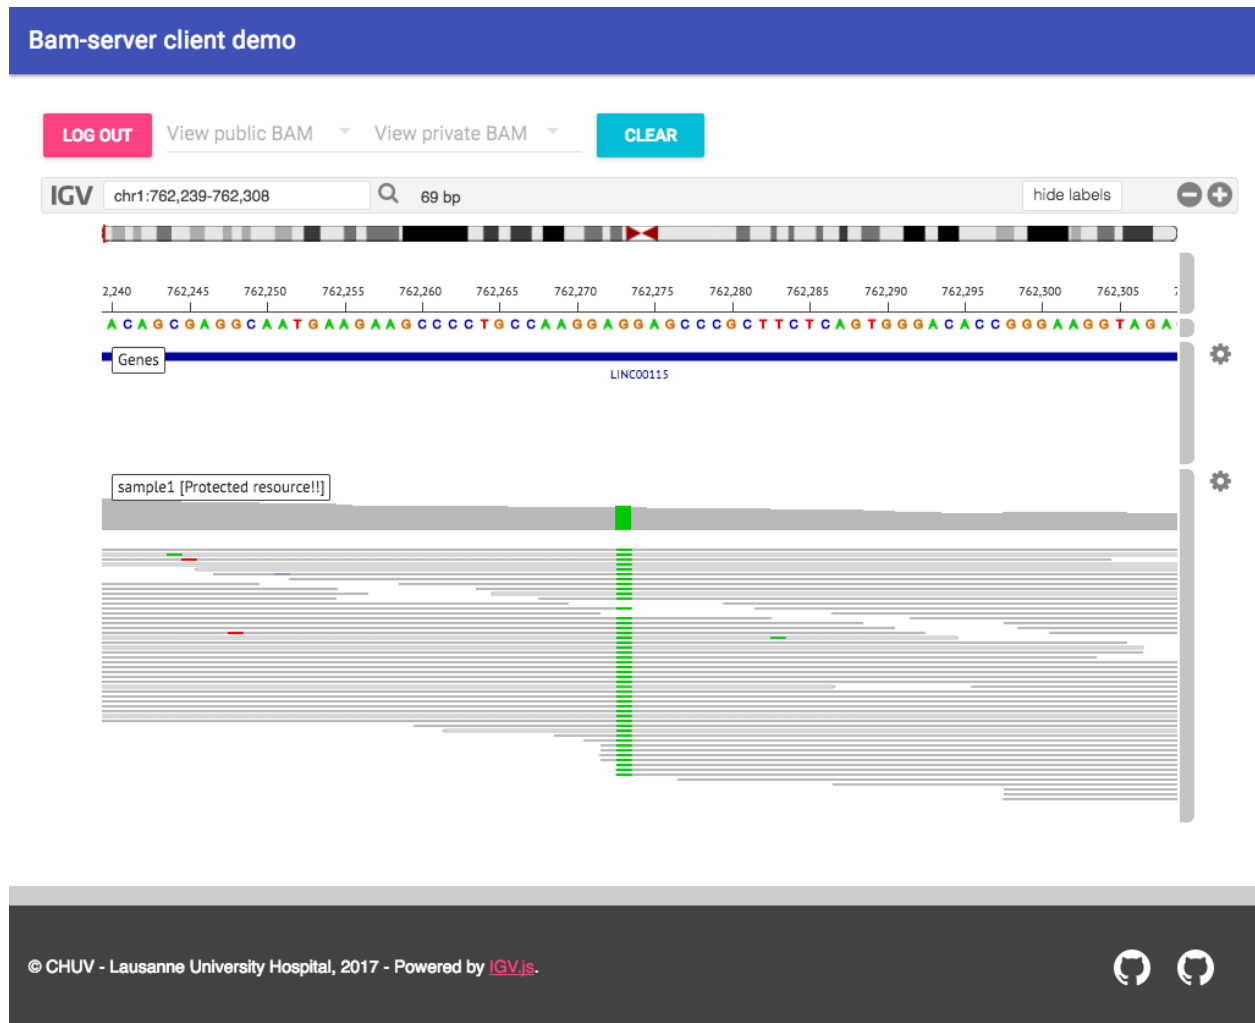 Bam-server client demo
LOG OUT View public BAM View private BAM CLEAR
IGV chr1:762,239-762,308 69 bp hide labels
2,240 762,245 762,250 762,255 762,260 762,265 762,270 762,275 762,280 762,285 762,290 762,295 762,300 762,305
A C A G C G A G G C A A T G A A G A A G C C C C T G C C A A G G A G G A G C C C G C T T C T C A G T G G G A C A C C G G G A A G G T A G A
Genes
LINC00115
sample1 [Protected resource!!]
© CHUV - Lausanne University Hospital, 2017 - Powered by IGV.js.